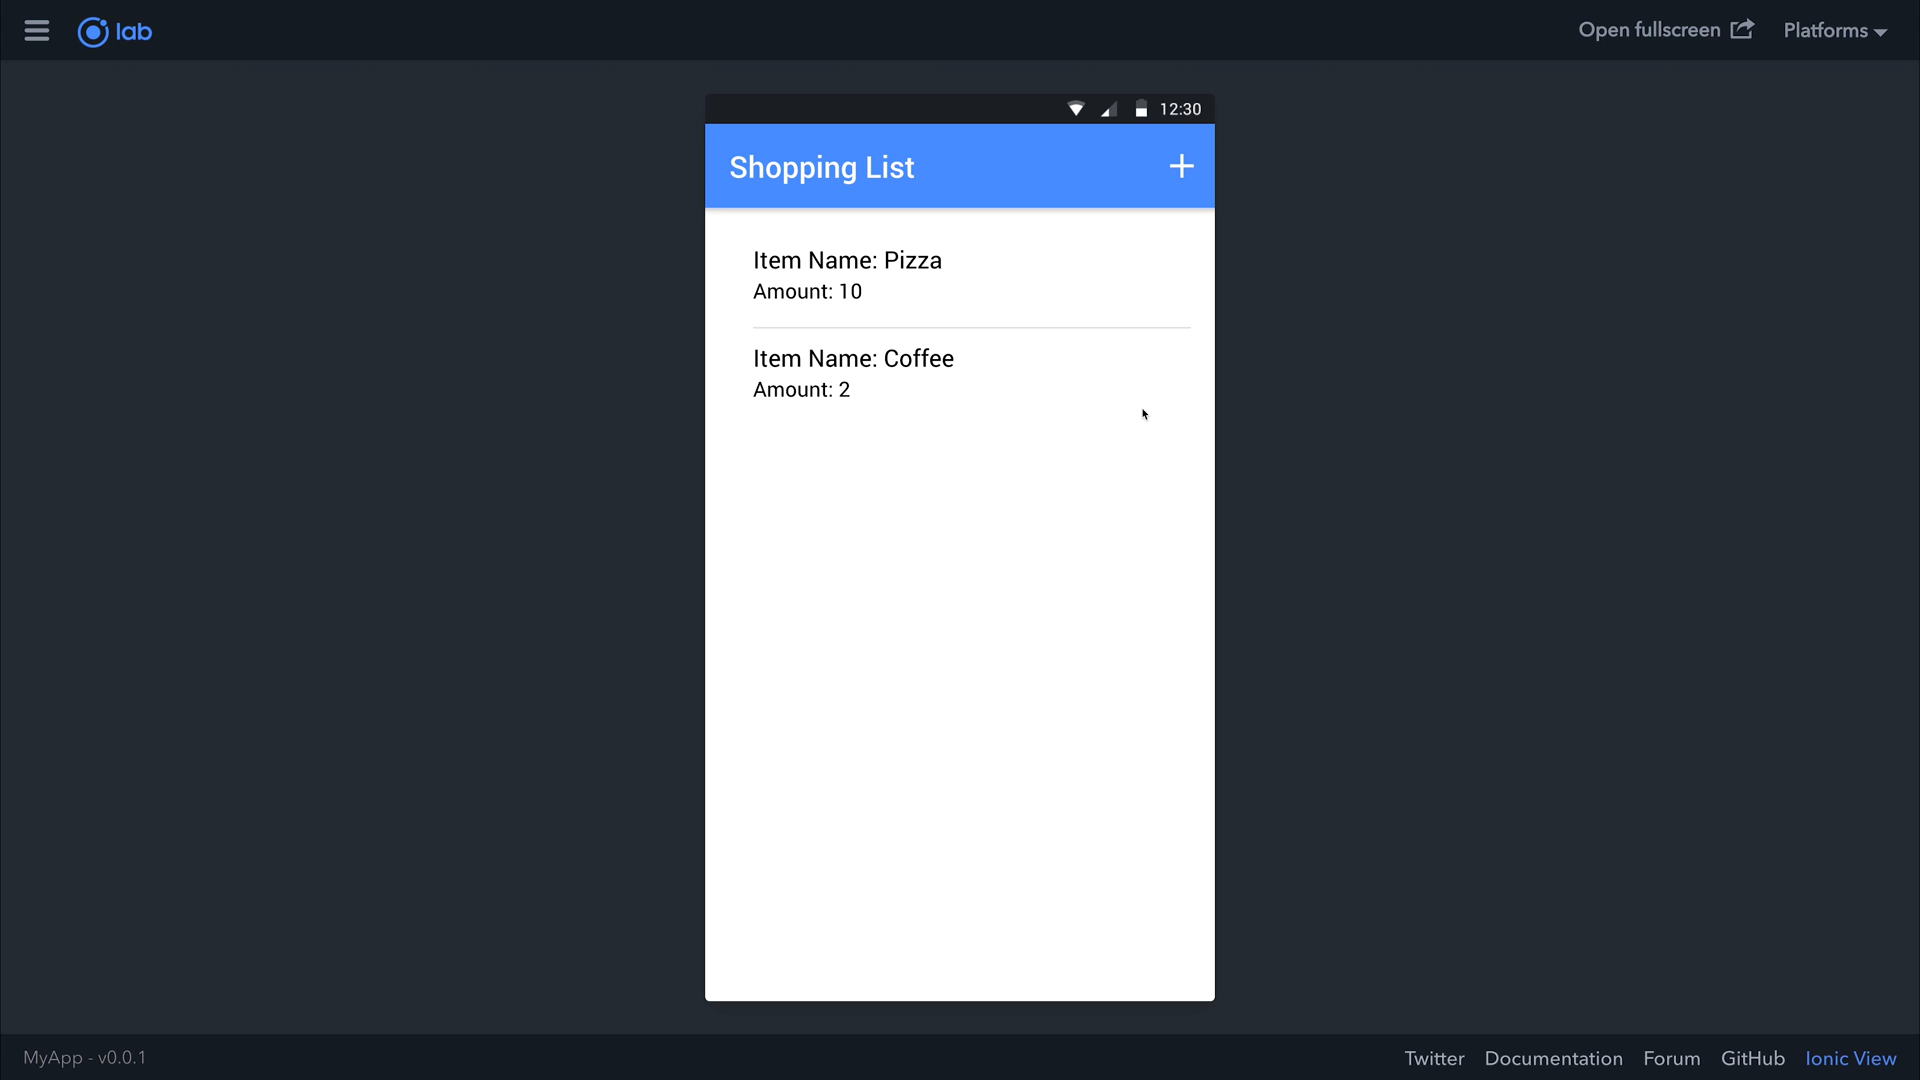 lab
Open fullscreen
Platforms
12:30
Shopping List
Item Name: Pizza
Amount: 10
Item Name: Coffee
Amount: 2
MyApp - v0.0.1
Twitter Documentation Forum GitHub Ionic View